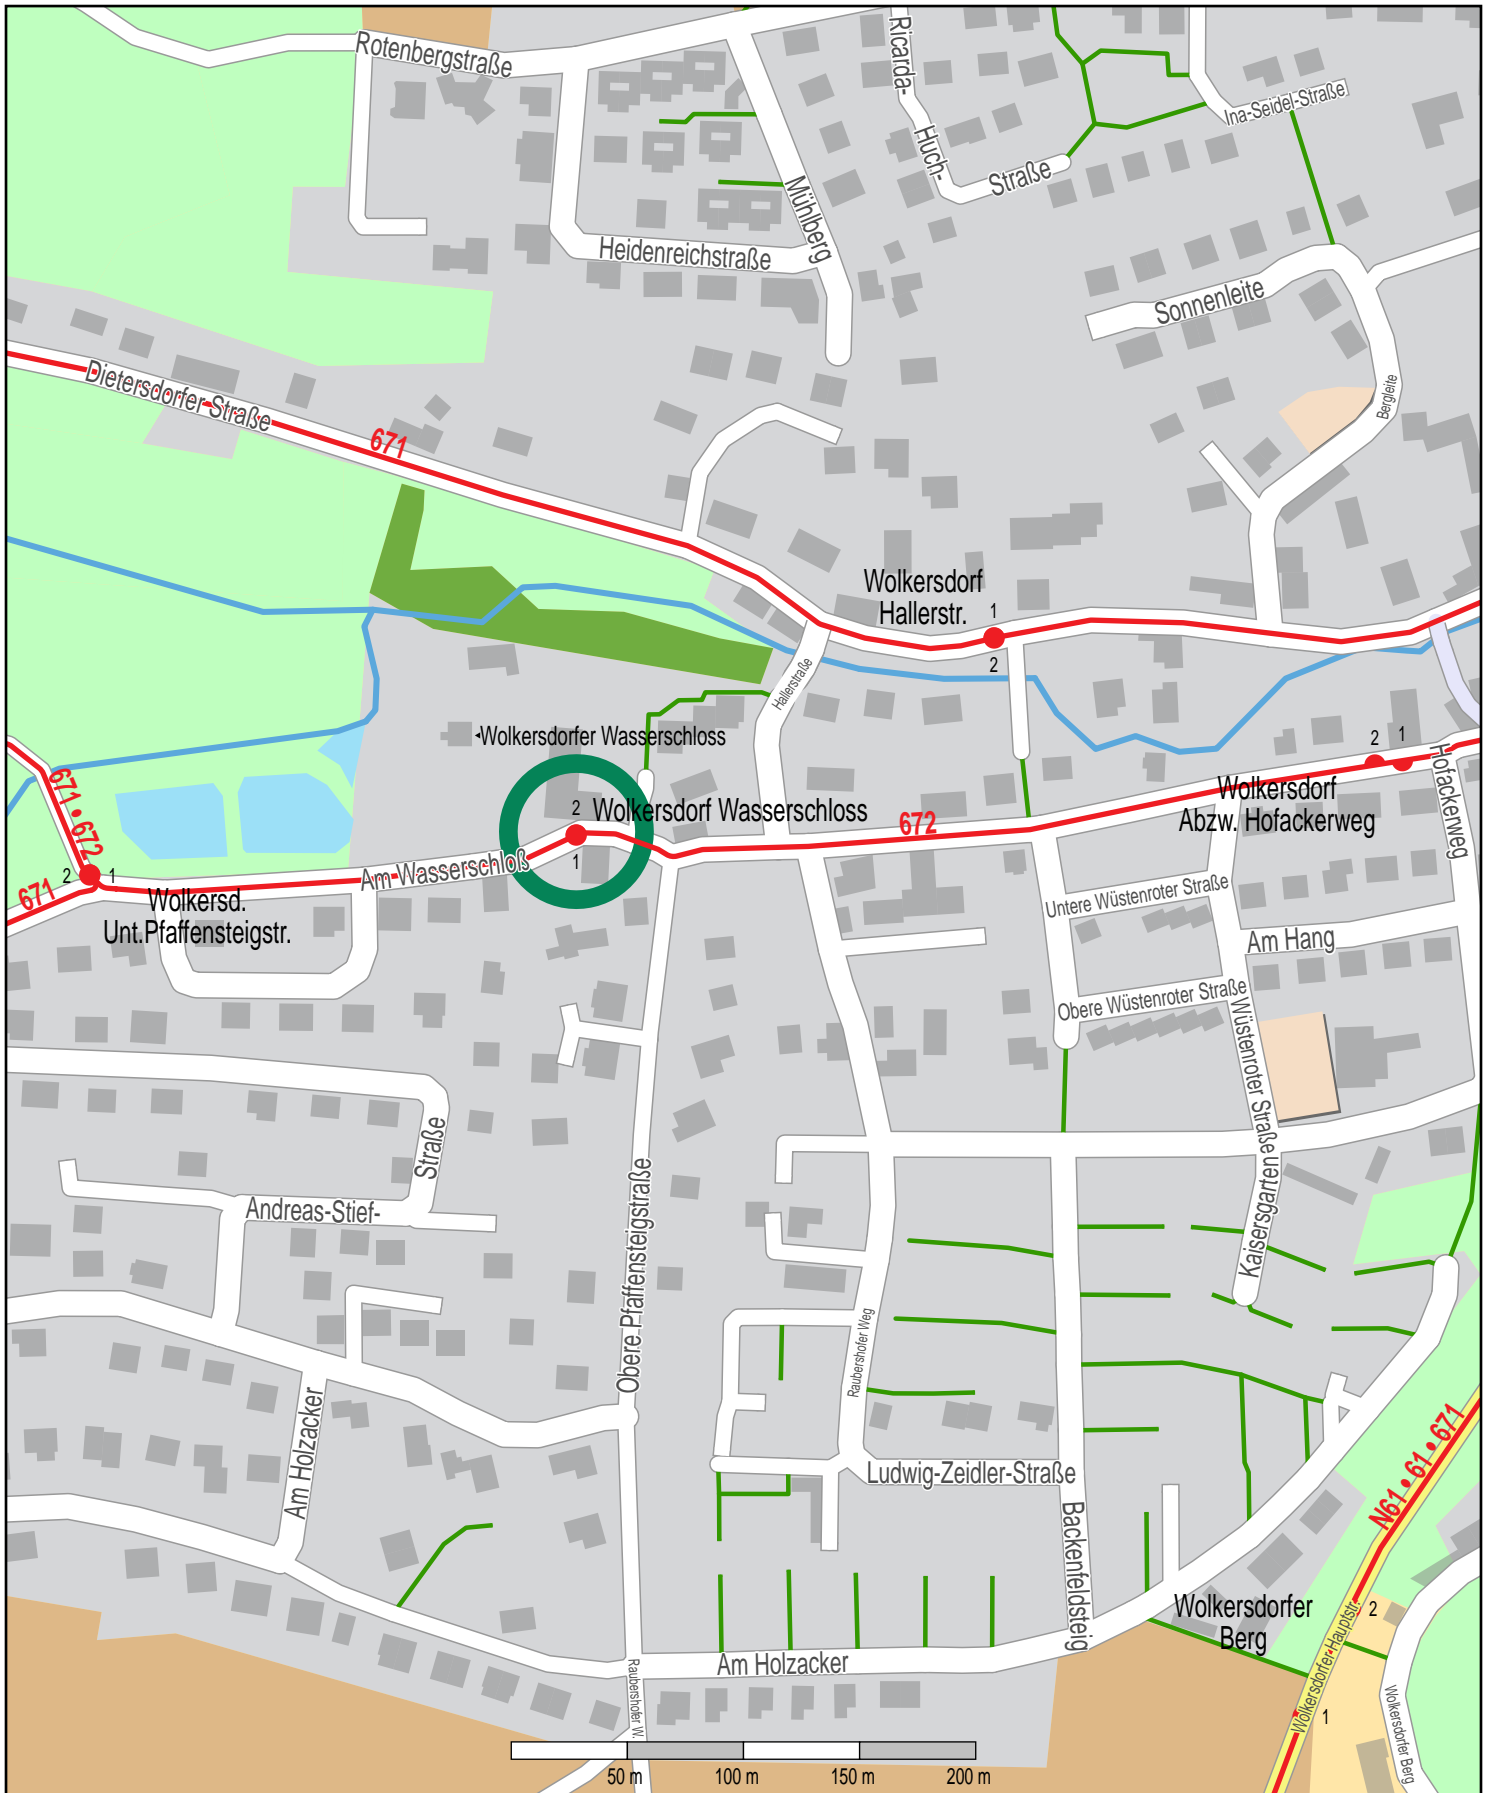 Rotenbergstraße
Ricarda-
Huch-
Straße
Ina-Seidel-Straße
Mühlberg
Heidenreichstraße
Sonnenleite
Bergleite
Dietersdorfer Straße
671
Wolkersdorf
Hallerstr.
1
2
Hallerstraße
Wolkersdorfer Wasserschloss
2
Wolkersdorf Wasserschloss
1
672
2
1
Wolkersdorf
Abzw. Hofackerweg
Hofackerweg
671 • 672
2
1
671
Am Wasserschloß
Wolkersd.
Unt.Pfaffensteigstr.
Untere Wüstenroter Straße
Am Hang
Obere Wüstenroter Straße
Wüstenroter Straße
Kaisersgarten
Straße
Andreas-Stief-
Obere Pfaffensteigstraße
Raubershofer Weg
Am Holzacker
Ludwig-Zeidler-Straße
Backenfeldsteig
N61 • 61 • 671
Wolkersdorfer
Berg
2
Wolkersdorfer Hauptstr.
1
Wolkersdorfer Berg
Am Holzacker
Raubershofer W.
50 m
100 m
150 m
200 m